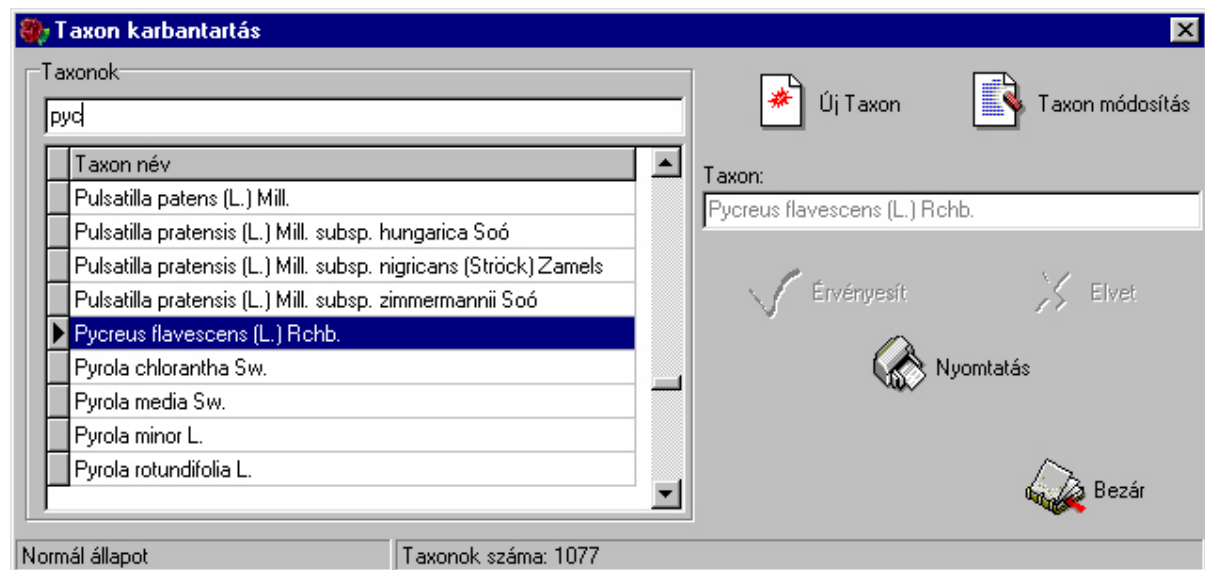 Taxon karbantartás
Taxonok
pyc
Taxon név
Pulsatilla patens (L.) Mill.
Pulsatilla pratensis (L.) Mill. subsp. hungarica Soó
Pulsatilla pratensis (L.) Mill. subsp. nigricans (Ströck) Zamels
Pulsatilla pratensis (L.) Mill. subsp. zimmermannii Soó
Pycreus flavescens (L.) Rchb.
Pyrola chlorantha Sw.
Pyrola media Sw.
Pyrola minor L.
Pyrola rotundifolia L.
Új Taxon
Taxon módosítás
Taxon:
Pycreus flavescens (L.) Rchb.
Érvényesít
Elvet
Nyomtatás
Bezár
Normál állapot
Taxonok száma: 1077